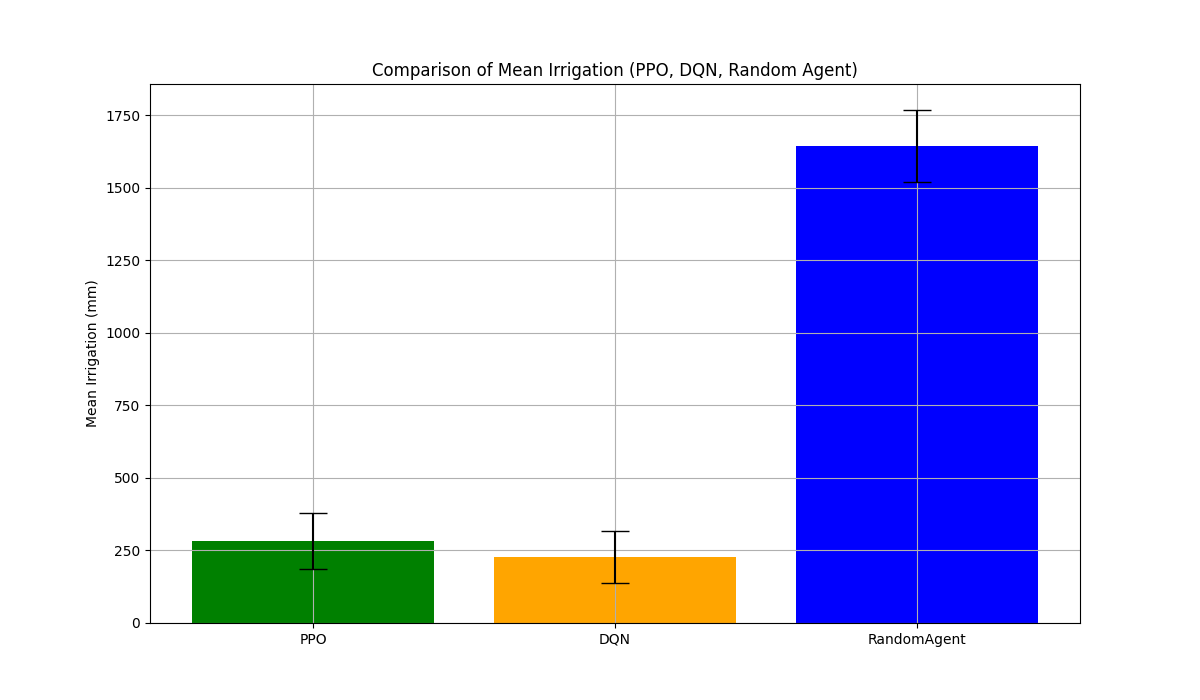 Comparison of Mean Irrigation (PPO, DQN, Random Agent)
Mean Irrigation (mm)
1750
1500
1250
1000
750
500
250
0
PPO
DQN
RandomAgent